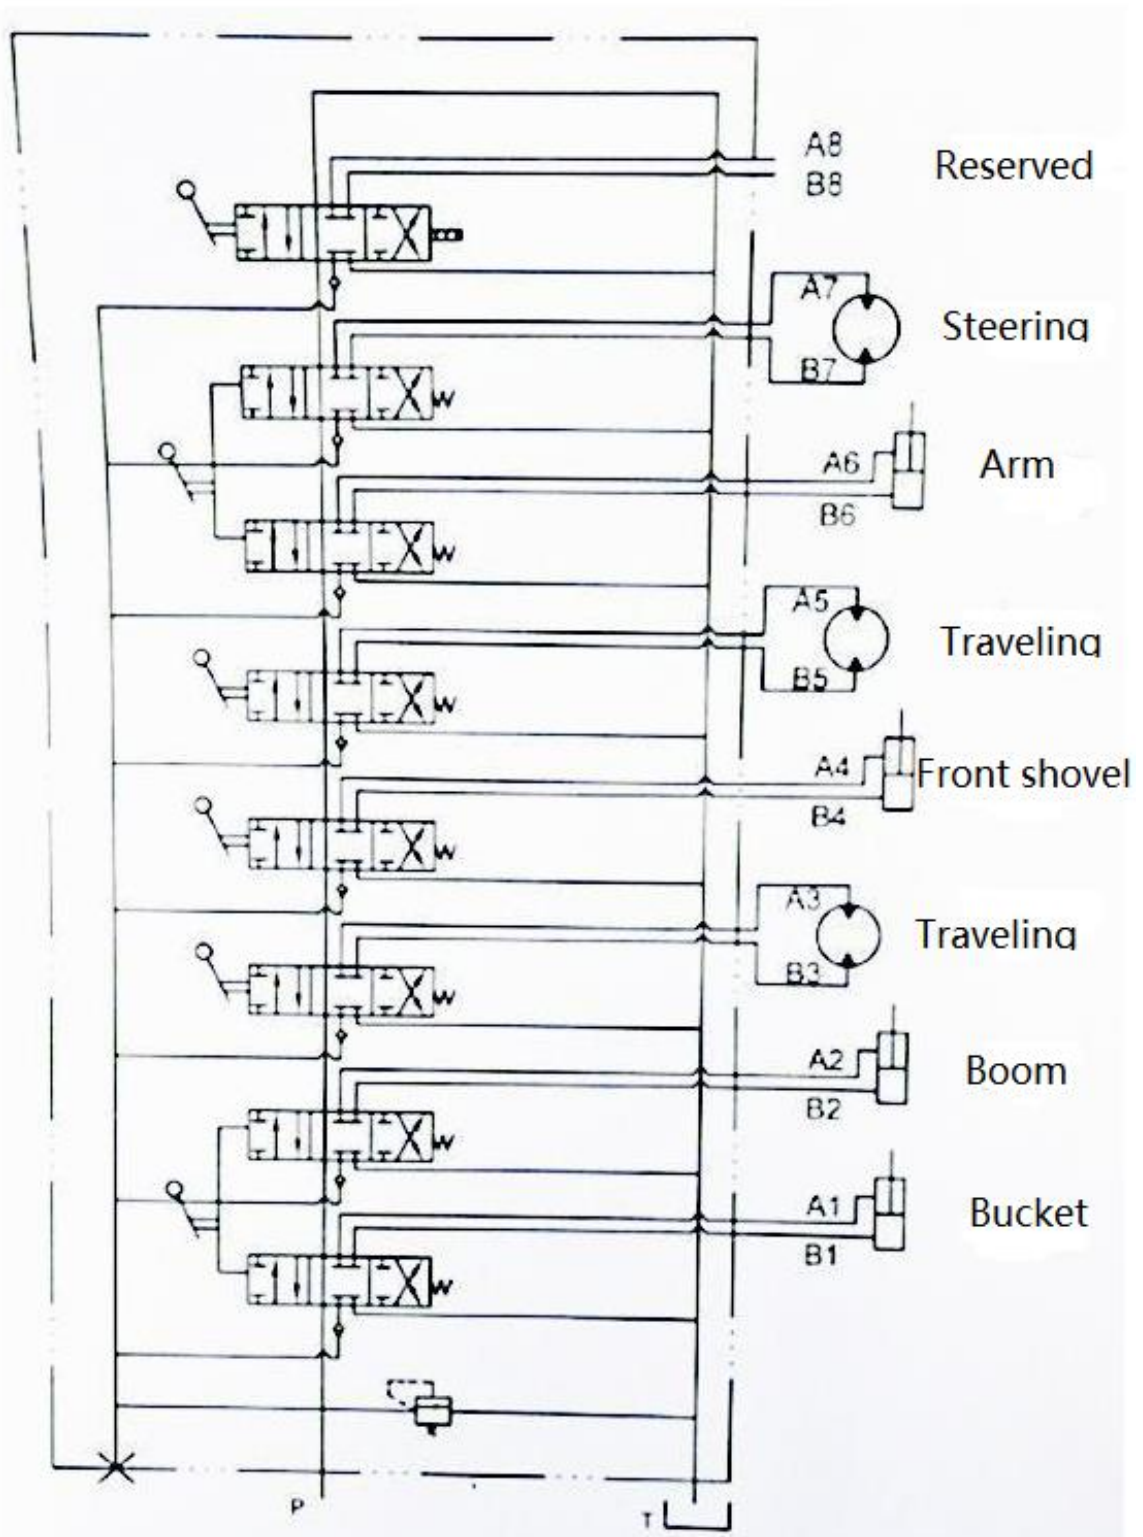 A8
B8
Reserved
A7
Steering
B7
A6
Arm
B6
A5
Traveling
B5
A4
Front shovel
B4
A3
Traveling
B3
A2
Boom
B2
A1
Bucket
B1
P
T